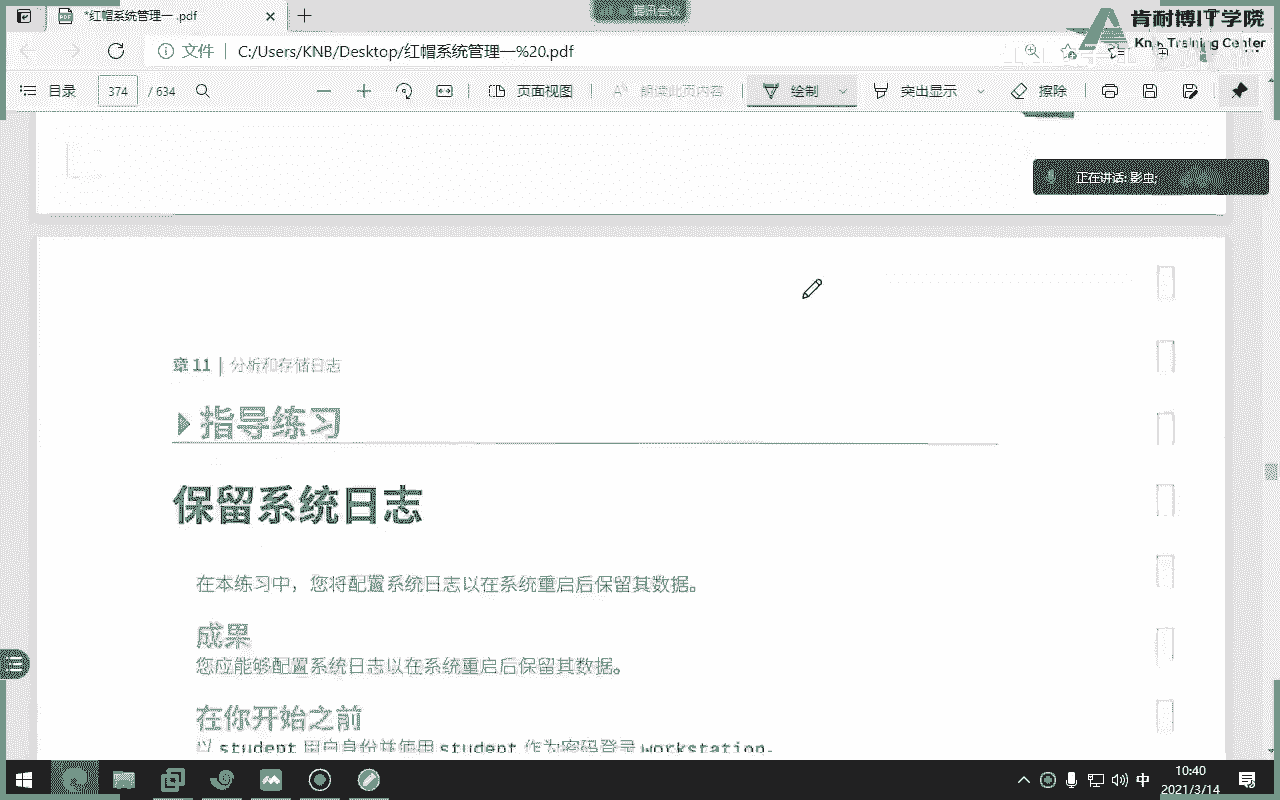 *红帽系统管理一 .pdf
腾讯会议
肯耐博IT学院
KnB Training Center
文件 C:/Users/KNB/Desktop/红帽系统管理一%20.pdf
目录 374 / 634 页面视图 朗读此页内容 绘制 突出显示 擦除
正在讲话: 影虫;
章 11 | 分析和存储日志
指导练习
保留系统日志
在本练习中，您将配置系统日志以在系统重启后保留其数据。
成果
您应能够配置系统日志以在系统重启后保留其数据。
在你开始之前
以 student 用户身份并使用 student 作为密码登录 workstation。
中
10:40
2021/3/14